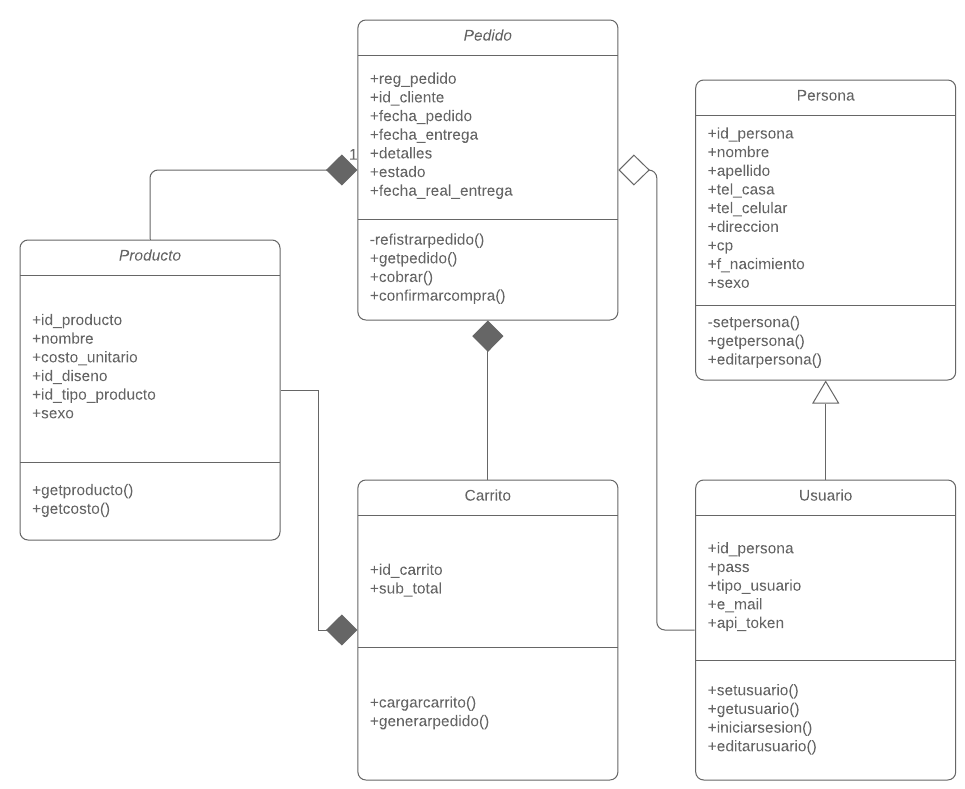 Pedido
+reg_pedido
+id_cliente
+fecha_pedido
+fecha_entrega
+detalles
+estado
+fecha_real_entrega
-refistrarpedido()
+getpedido()
+cobrar()
+confirmarcompra()
1
Persona
+id_persona
+nombre
+apellido
+tel_casa
+tel_celular
+direccion
+cp
+f_nacimiento
+sexo
-setpersona()
+getpersona()
+editarpersona()
Producto
+id_producto
+nombre
+costo_unitario
+id_diseno
+id_tipo_producto
+sexo
+getproducto()
+getcosto()
Carrito
+id_carrito
+sub_total
+cargarcarrito()
+generarpedido()
Usuario
+id_persona
+pass
+tipo_usuario
+e_mail
+api_token
+setusuario()
+getusuario()
+iniciarsesion()
+editarusuario()